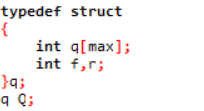 typedef struct
{
    int q[max];
    int f,r;
}q;
q Q;